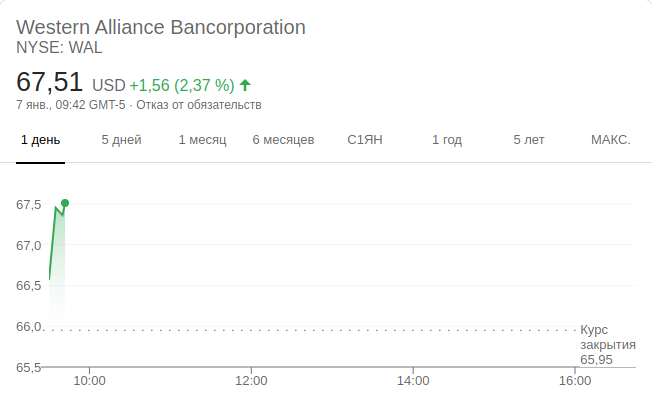 Western Alliance Bancorporation
NYSE: WAL
67,51 USD +1,56 (2,37 %)
7 янв., 09:42 GMT-5 · Отказ от обязательств
1 день 5 дней 1 месяц 6 месяцев С1ЯН 1 год 5 лет МАКС.
67,5
67,0
66,5
66,0
Курс
закрытия
65,95
65,5
10:00 12:00 14:00 16:00